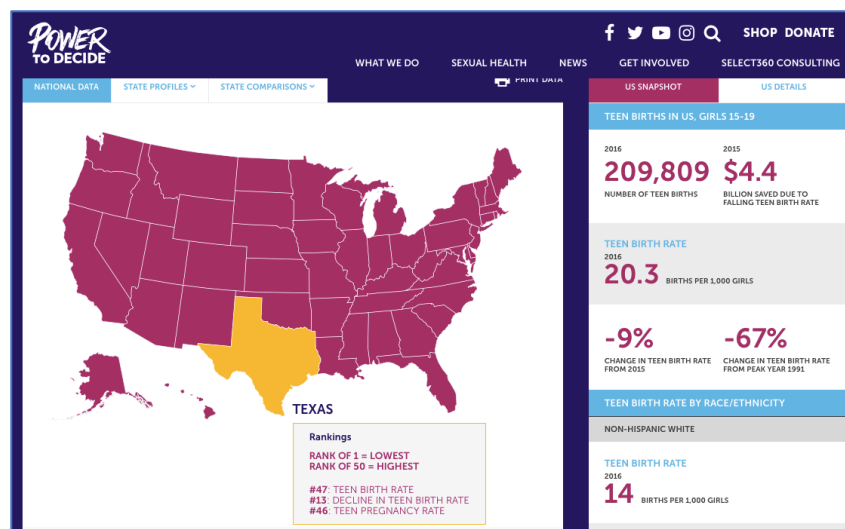 POWER
TO DECIDE
SHOP DONATE
WHAT WE DO SEXUAL HEALTH NEWS GET INVOLVED SELECT360 CONSULTING
NATIONAL DATA STATE PROFILES STATE COMPARISONS PRINT DATA
US SNAPSHOT US DETAILS
TEXAS
Rankings
RANK OF 1 = LOWEST
RANK OF 50 = HIGHEST
#47: TEEN BIRTH RATE
#13: DECLINE IN TEEN BIRTH RATE
#46: TEEN PREGNANCY RATE
TEEN BIRTHS IN US, GIRLS 15-19
2016 2015
209,809 $4.4
NUMBER OF TEEN BIRTHS BILLION SAVED DUE TO
FALLING TEEN BIRTH RATE
TEEN BIRTH RATE
2016
20.3 BIRTHS PER 1,000 GIRLS
-9% -67%
CHANGE IN TEEN BIRTH RATE CHANGE IN TEEN BIRTH RATE
FROM 2015 FROM PEAK YEAR 1991
TEEN BIRTH RATE BY RACE/ETHNICITY
NON-HISPANIC WHITE
TEEN BIRTH RATE
2016
14 BIRTHS PER 1,000 GIRLS